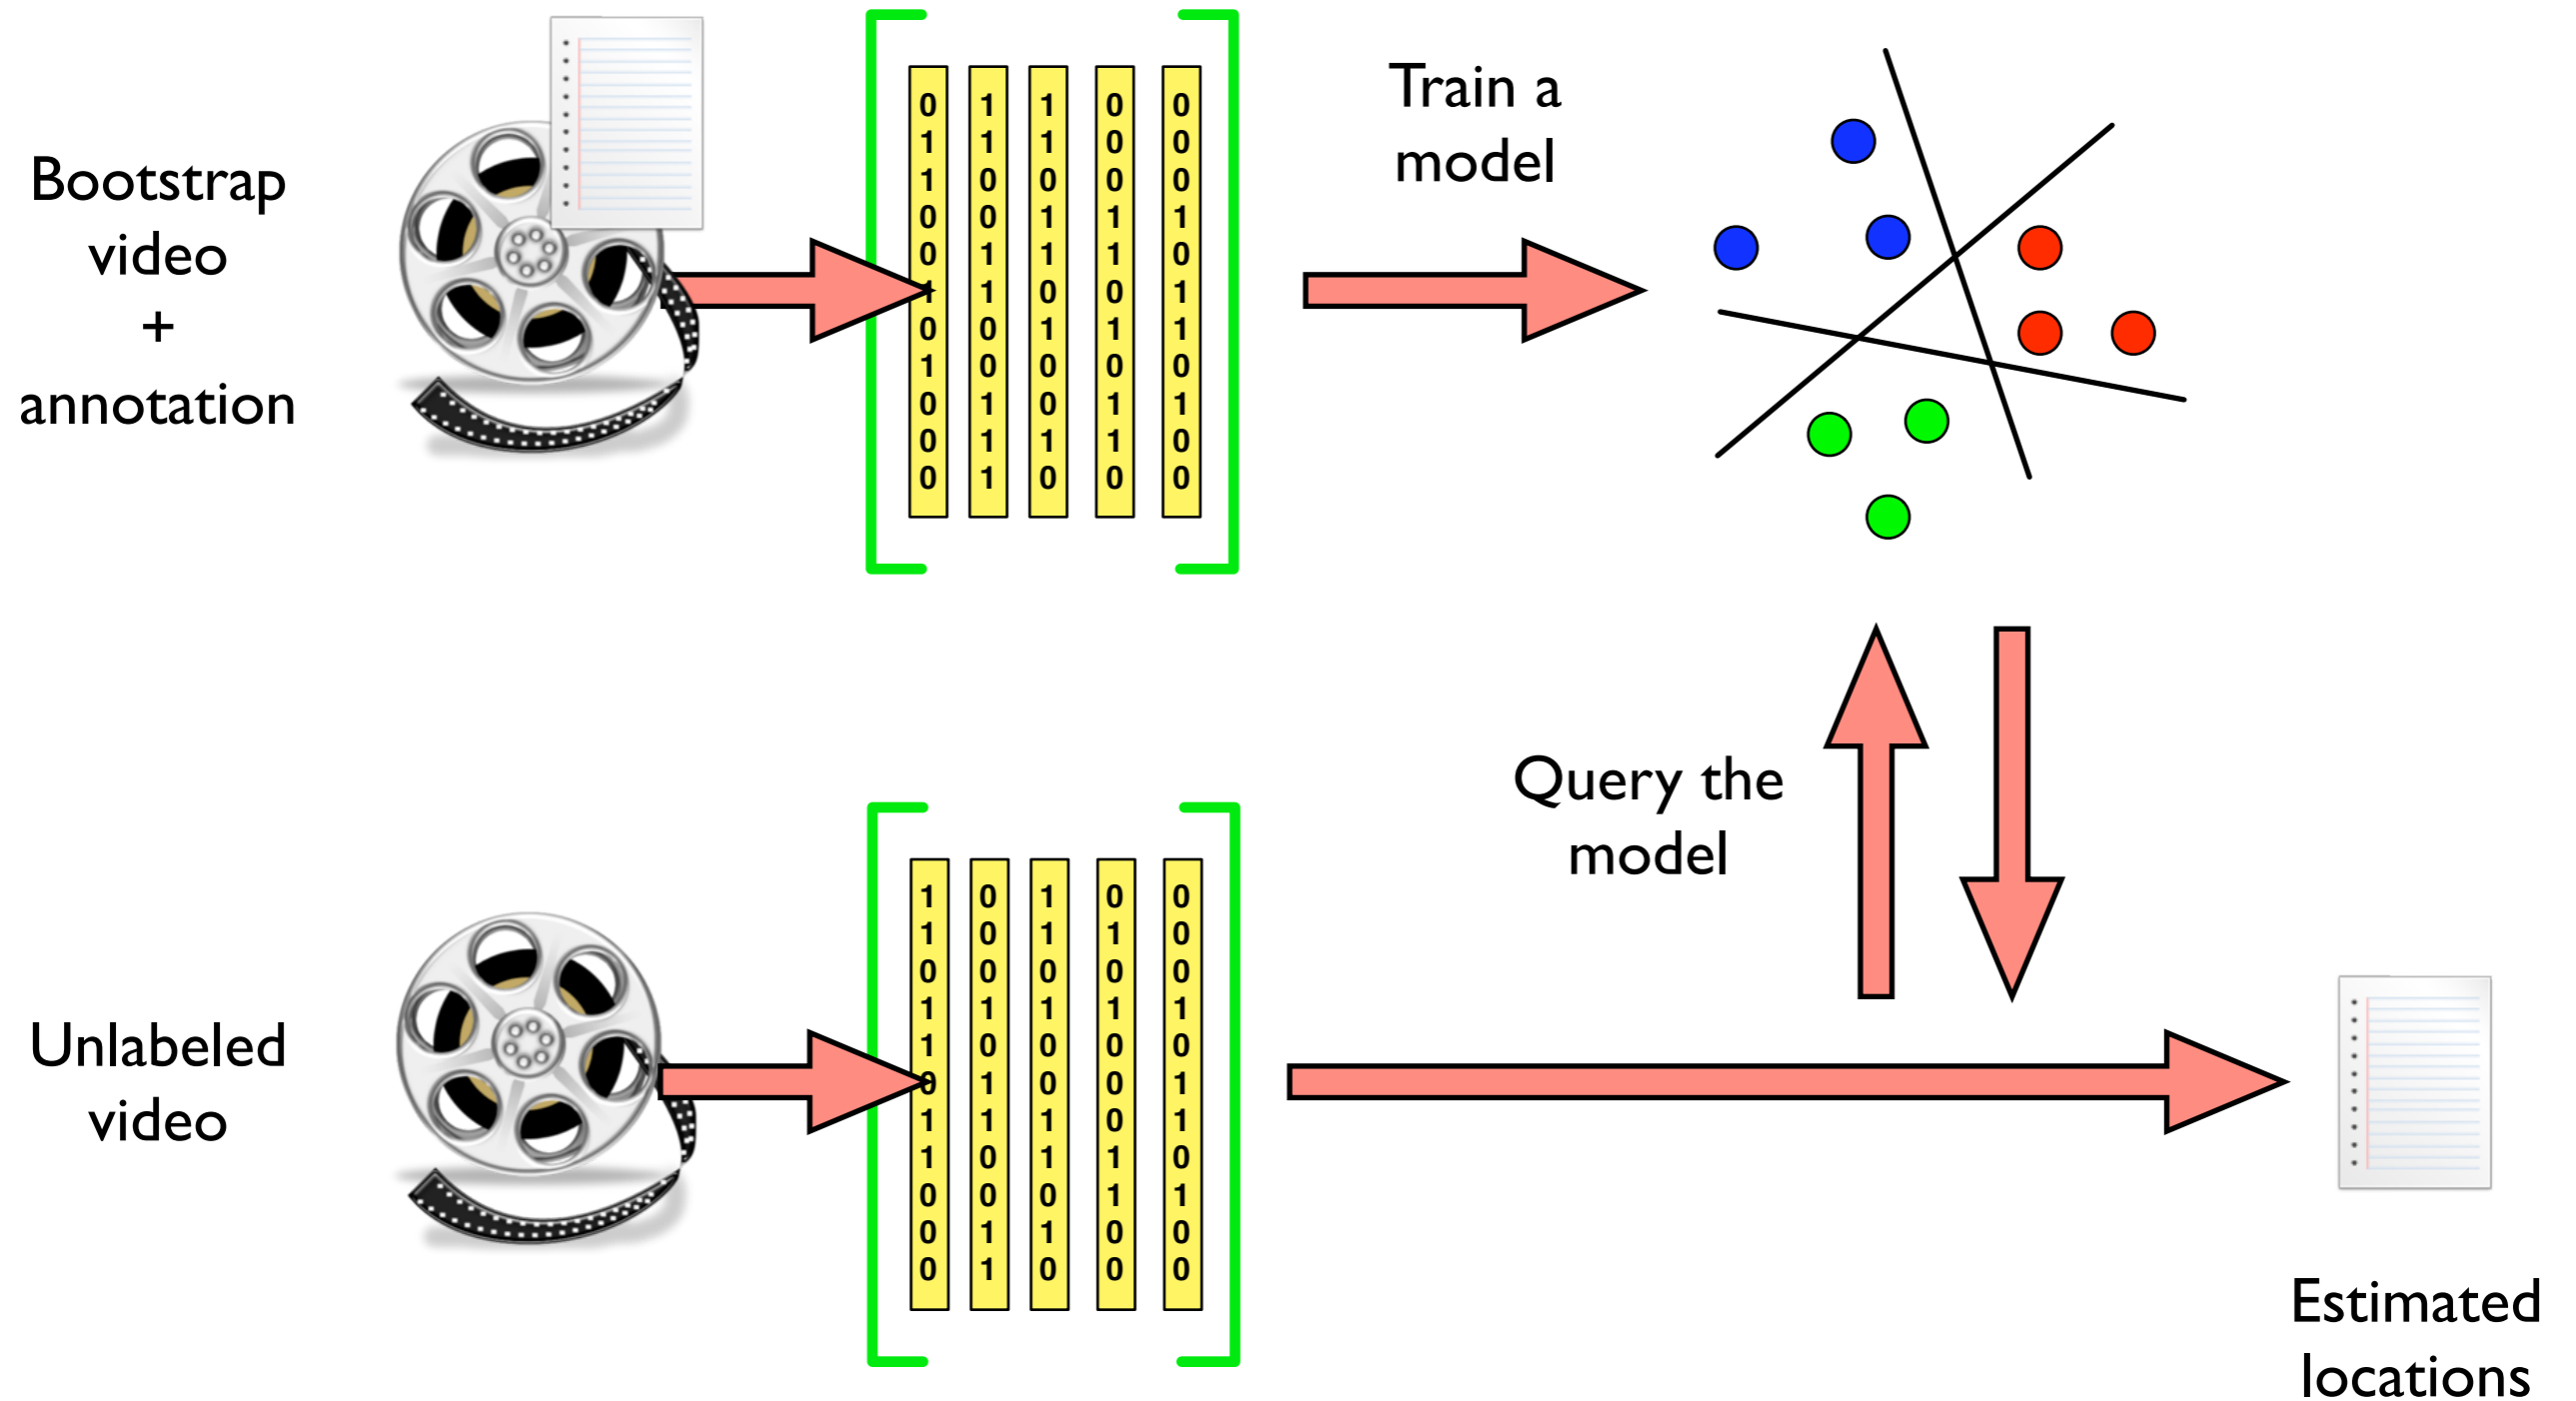 Bootstrap
video
+
annotation
0 1 1 0 0
1 1 1 0 0
1 0 0 0 0
0 0 1 1 1
0 1 1 1 0
1 1 0 0 1
0 0 1 1 1
1 0 0 0 0
0 1 0 1 1
0 1 1 1 0
0 1 0 0 0
Train a
model
Query the
model
Unlabeled
video
1 0 1 0 0
1 0 1 1 0
0 0 0 0 0
1 1 1 1 1
1 0 0 0 0
0 1 0 0 1
1 1 1 0 1
1 0 1 1 0
0 0 0 1 1
0 1 1 0 0
0 1 0 0 0
Estimated
locations